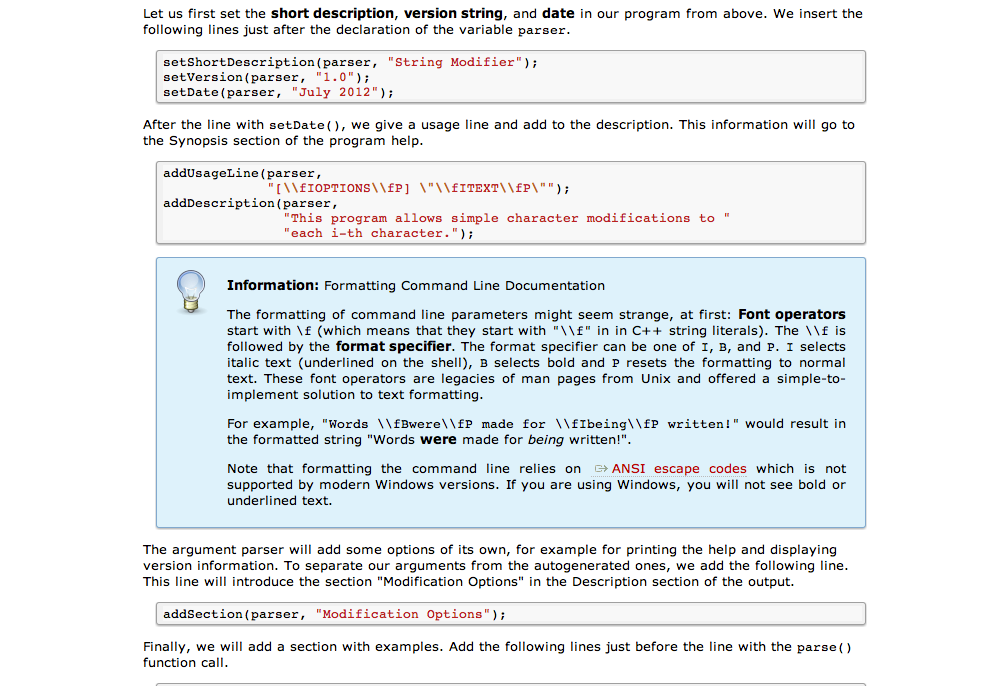 Let us first set the short description, version string, and date in our program from above. We insert the
following lines just after the declaration of the variable parser.
setShortDescription(parser, "String Modifier");
setVersion(parser, "1.0");
setDate(parser, "July 2012");
After the line with setDate(), we give a usage line and add to the description. This information will go to
the Synopsis section of the program help.
addUsageLine(parser,
"[\\fIOPTIONS\\fP] \"\\fITEXT\\fP\"");
addDescription(parser,
"This program allows simple character modifications to "
"each i-th character.");
Information: Formatting Command Line Documentation
The formatting of command line parameters might seem strange, at first: Font operators
start with \f (which means that they start with "\\f" in in C++ string literals). The \\f is
followed by the format specifier. The format specifier can be one of I, B, and P. I selects
italic text (underlined on the shell), B selects bold and P resets the formatting to normal
text. These font operators are legacies of man pages from Unix and offered a simple-to-
implement solution to text formatting.
For example, "Words \\fBwere\\fP made for \\fIbeing\\fP written!" would result in
the formatted string "Words were made for being written!".
Note that formatting the command line relies on ANSI escape codes which is not
supported by modern Windows versions. If you are using Windows, you will not see bold or
underlined text.
The argument parser will add some options of its own, for example for printing the help and displaying
version information. To separate our arguments from the autogenerated ones, we add the following line.
This line will introduce the section "Modification Options" in the Description section of the output.
addSection(parser, "Modification Options");
Finally, we will add a section with examples. Add the following lines just before the line with the parse()
function call.